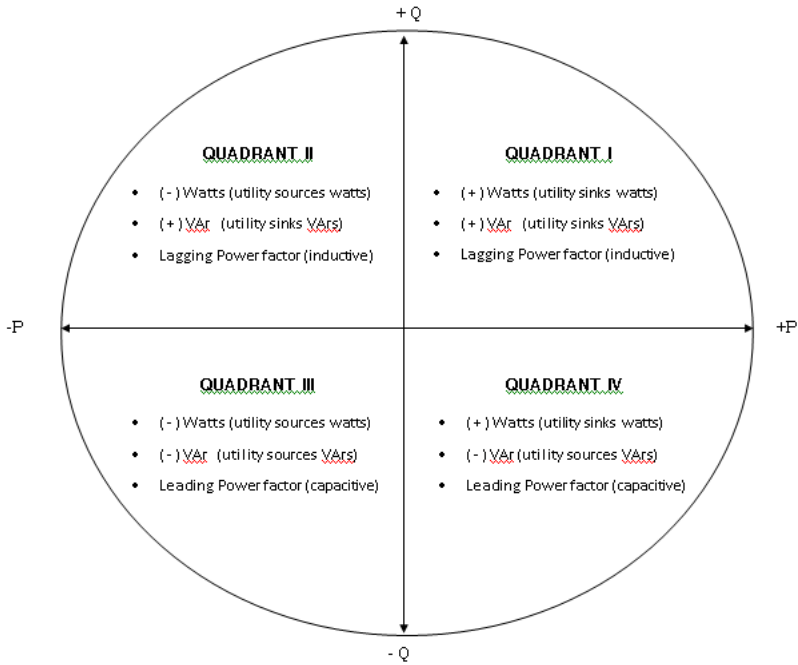 + Q
QUADRANT II
• (-) Watts (utility sources watts)
• (+) VAr (utility sinks VArs)
• Lagging Power factor (inductive)
QUADRANT I
• (+) Watts (utility sinks watts)
• (+) VAr (utility sinks VArs)
• Lagging Power factor (inductive)
-P
+P
QUADRANT III
• (-) Watts (utility sources watts)
• (-) VAr (utility sources VArs)
• Leading Power factor (capacitive)
QUADRANT IV
• (+) Watts (utility sinks watts)
• (-) VAr (utility sources VArs)
• Leading Power factor (capacitive)
- Q